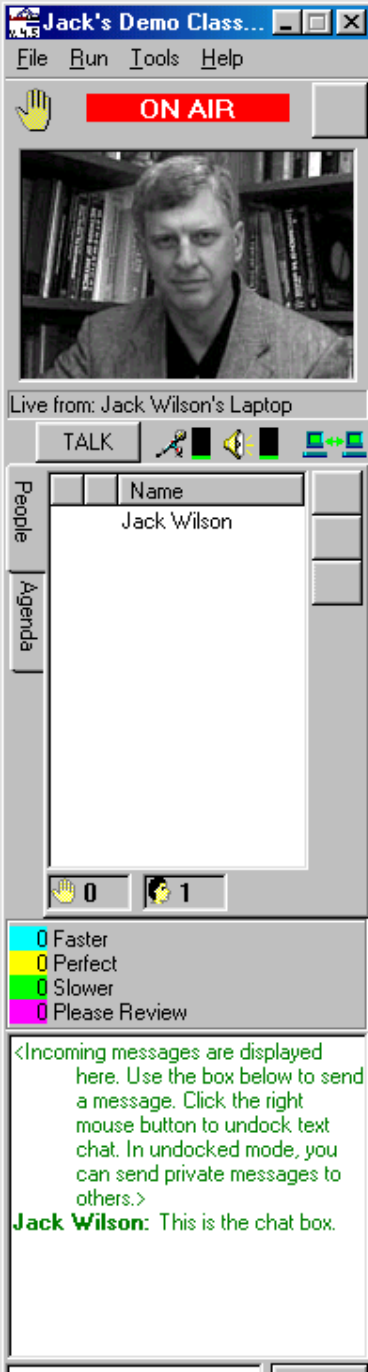 Jack's Demo Class...
v.4.5
File Run Tools Help
ON AIR
Live from: Jack Wilson's Laptop
TALK
People
Name
Jack Wilson
Agenda
0 1
0 Faster
0 Perfect
0 Slower
0 Please Review
<Incoming messages are displayed
here. Use the box below to send
a message. Click the right
mouse button to undock text
chat. In undocked mode, you
can send private messages to
others.>
Jack Wilson: This is the chat box.